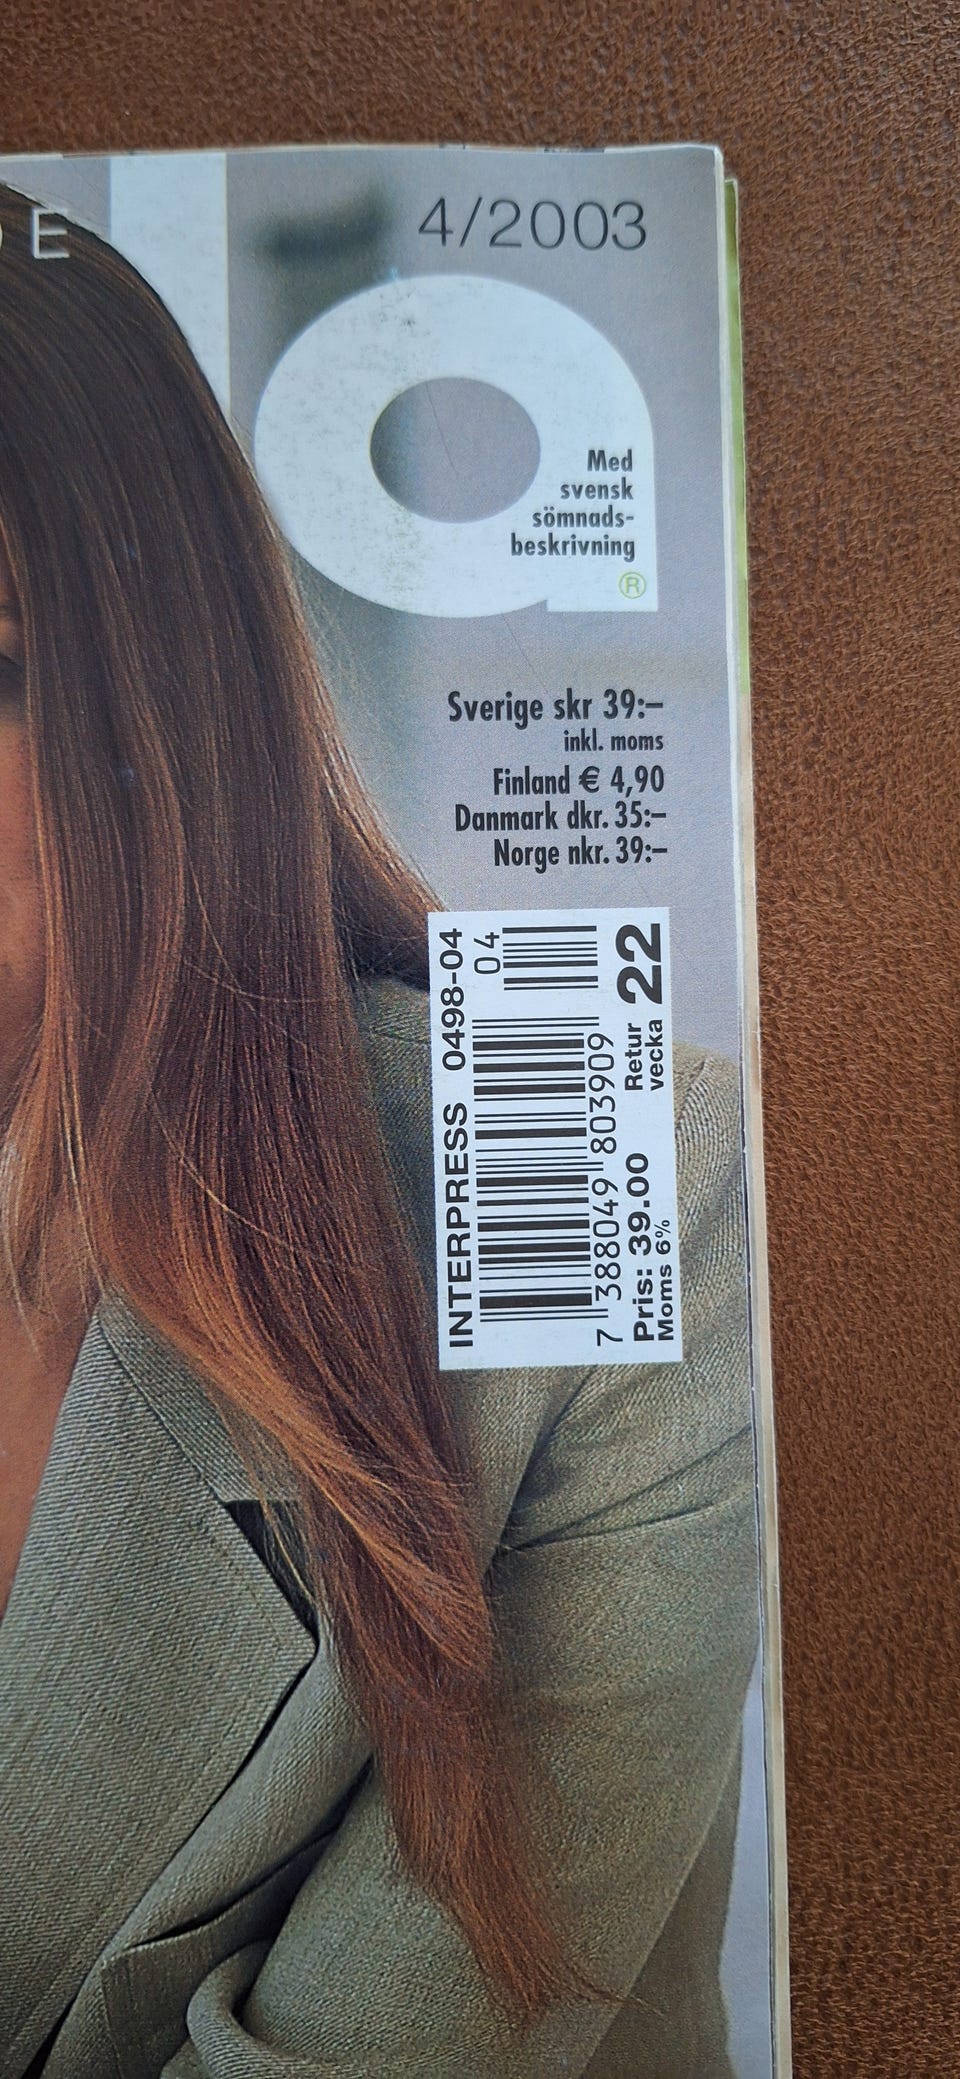 4/2003
E
la
Med
svensk
sömnads-
beskrivning
®
Sverige skr 39:–
inkl. moms
Finland € 4,90
Danmark dkr. 35:–
Norge nkr. 39:–
INTERPRESS 0498-04
04
7 388049 803909
Pris: 39.00 Retur 22
Moms 6% vecka